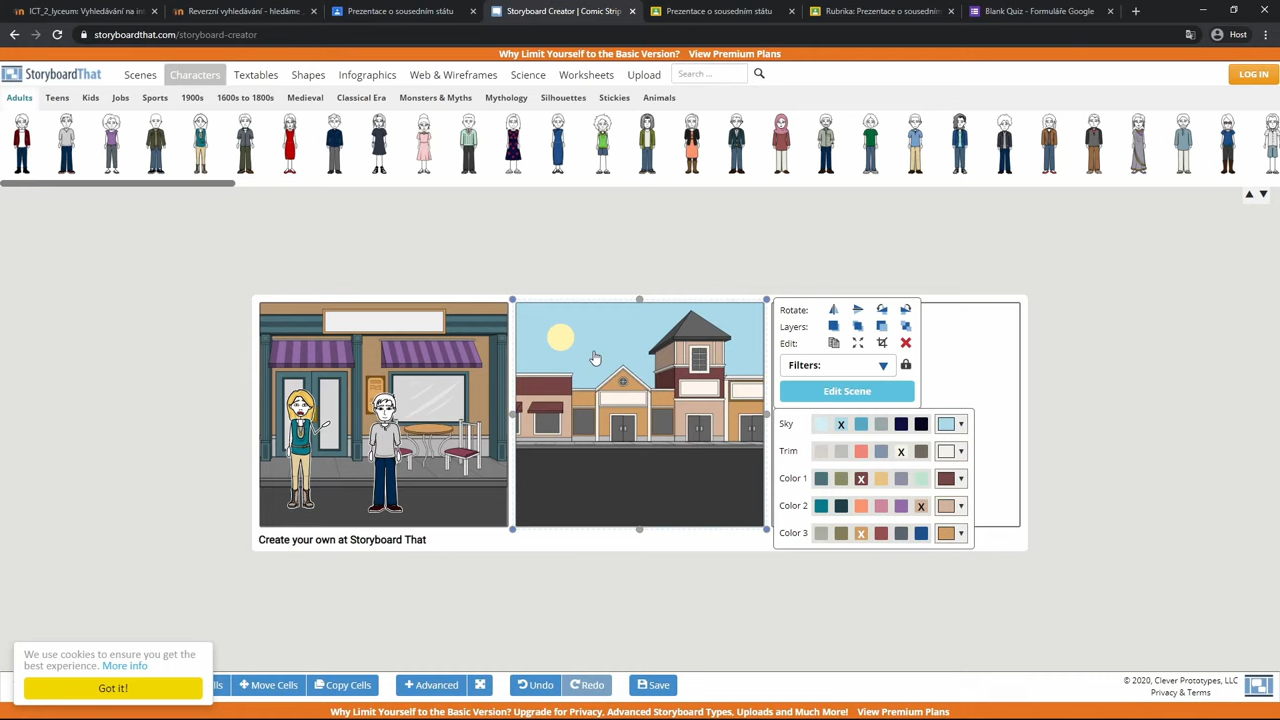 ICT_2_lyceum: Vyhledávání na in
Reverzní vyhledávání - hledáme
Prezentace o sousedním státu
Storyboard Creator | Comic Strip
Prezentace o sousedním státu
Rubrika: Prezentace o sousedním
Blank Quiz - Formuláře Google
storyboardthat.com/storyboard-creator
Host
Why Limit Yourself to the Basic Version? View Premium Plans
StoryboardThat
Scenes Characters Textables Shapes Infographics Web & Wireframes Science Worksheets Upload Search ... LOG IN
Adults Teens Kids Jobs Sports 1900s 1600s to 1800s Medieval Classical Era Monsters & Myths Mythology Silhouettes Stickies Animals
Rotate:
Layers:
Edit:
Filters:
Edit Scene
Sky X
Trim X
Color 1 X
Color 2 X
Color 3 X
Create your own at Storyboard That
We use cookies to ensure you get the
best experience. More info
Got it!
lls Move Cells Copy Cells + Advanced Undo Redo Save
© 2020, Clever Prototypes, LLC
Privacy & Terms
Why Limit Yourself to the Basic Version? Upgrade for Privacy, Advanced Storyboard Types, Uploads and Much More! View Premium Plans